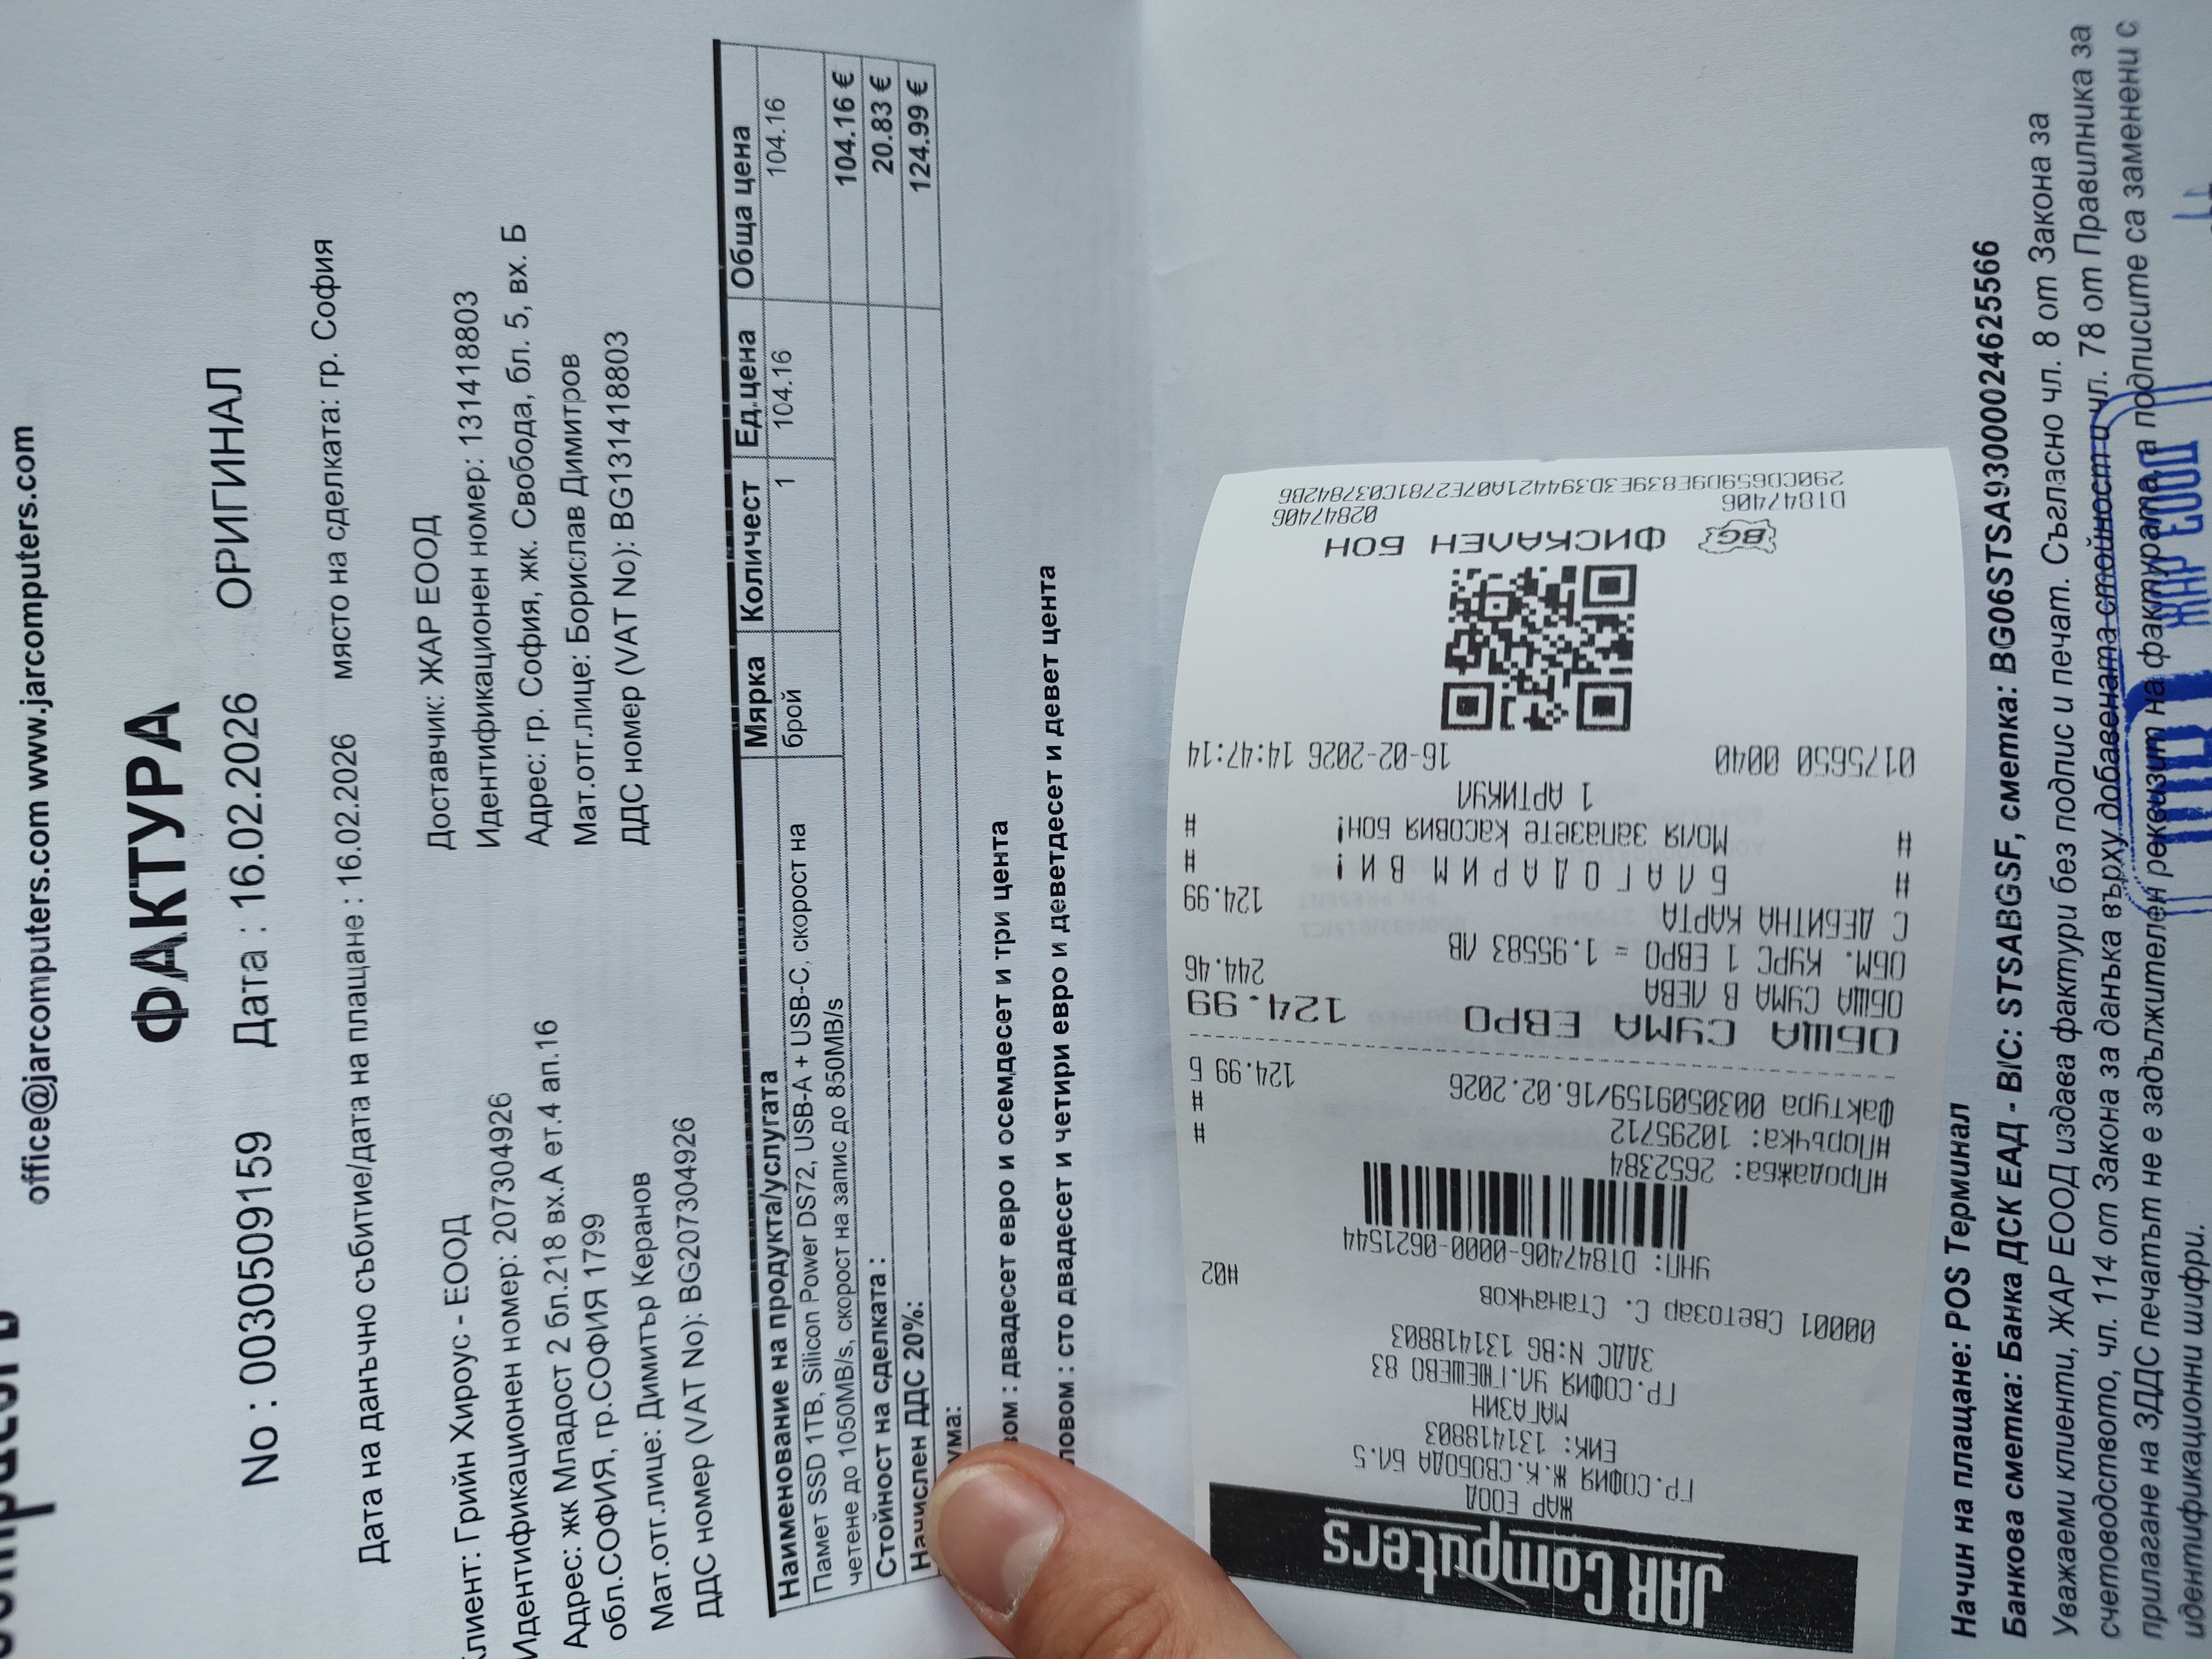 office@jarcomputers.com www.jarcomputers.com
ФАКТУРА
No : 0030509159 Дата : 16.02.2026 ОРИГИНАЛ
Дата на данъчно събитие/дата на плащане : 16.02.2026 място на сделката: гр. София
Клиент: Грийн Хироус - ЕООД
Идентификационен номер: 207304926
Адрес: жк Младост 2 бл.218 вх.А ет.4 ап.16
обл.СОФИЯ, гр.СОФИЯ 1799
Мат.отг.лице: Димитър Керанов
ДДС номер (VAT No): BG207304926
Доставчик: ЖАР ЕООД
Идентификационен номер: 131418803
Адрес: гр. София, жк. Свобода, бл. 5, вх. Б
Мат.отг.лице: Борислав Димитров
ДДС номер (VAT No): BG131418803
Наименование на продукта/услугата Мярка Количест Ед.цена Обща цена
Памет SSD 1TB, Silicon Power DS72, USB-A + USB-C, скорост на брой 1 104.16 104.16
четене до 1050MB/s, скорост на запис до 850MB/s
104.16 €
Стойност на сделката : 20.83 €
Начислен ДДС 20%: 124.99 €
ума:
вом : двадесет евро и осемдесет и три цента
ловом : сто двадесет и четири евро и деветдесет и девет цента
JAR Computers
ЖАР ЕООД
ГР.СОФИЯ Ж.К.СВОБОДА БЛ.5
ЕИК: 131418803
МАГАЗИН
ГР.СОФИЯ УЛ.ГЮЕШЕВО 83
ЗДДС N:BG 131418803
00001 Светозар С. Станачков #02
УНП: DT847406-0000-0621544
#Продажба: 2652384
#Поръчка: 10295712 #
Фактура 0030509159/16.02.2026 #
124.99 Б
ОБЩА СУМА ЕВРО 124.99
ОБЩА СУМА В ЛЕВА 244.46
ОБМ. КУРС 1 ЕВРО = 1.95583 ЛВ
С ДЕБИТНА КАРТА 124.99
# Б Л А Г О Д А Р И М В И ! #
# Моля запазете касовия бон! #
1 АРТИКУЛ
0175650 0040 16-02-2026 14:47:14
BG ФИСКАЛЕН БОН
DT847406 02847406
290CD659D9E839E3D394421A07E2781C037842B6
Начин на плащане: POS Терминал
Банкова сметка: Банка ДСК ЕАД - BIC: STSABGSF, сметка: BG06STSA93000024625566
Уважаеми клиенти, ЖАР ЕООД издава фактури без подпис и печат. Съгласно чл. 8 от Закона за
счетоводството, чл. 114 от Закона за данъка върху добавената стойност и чл. 78 от Правилника за
прилагане на ЗДДС печатът не е задължителен реквизит на фактурата, а подписите са заменени с
идентификационни шифри.
ЖАР ЕООД